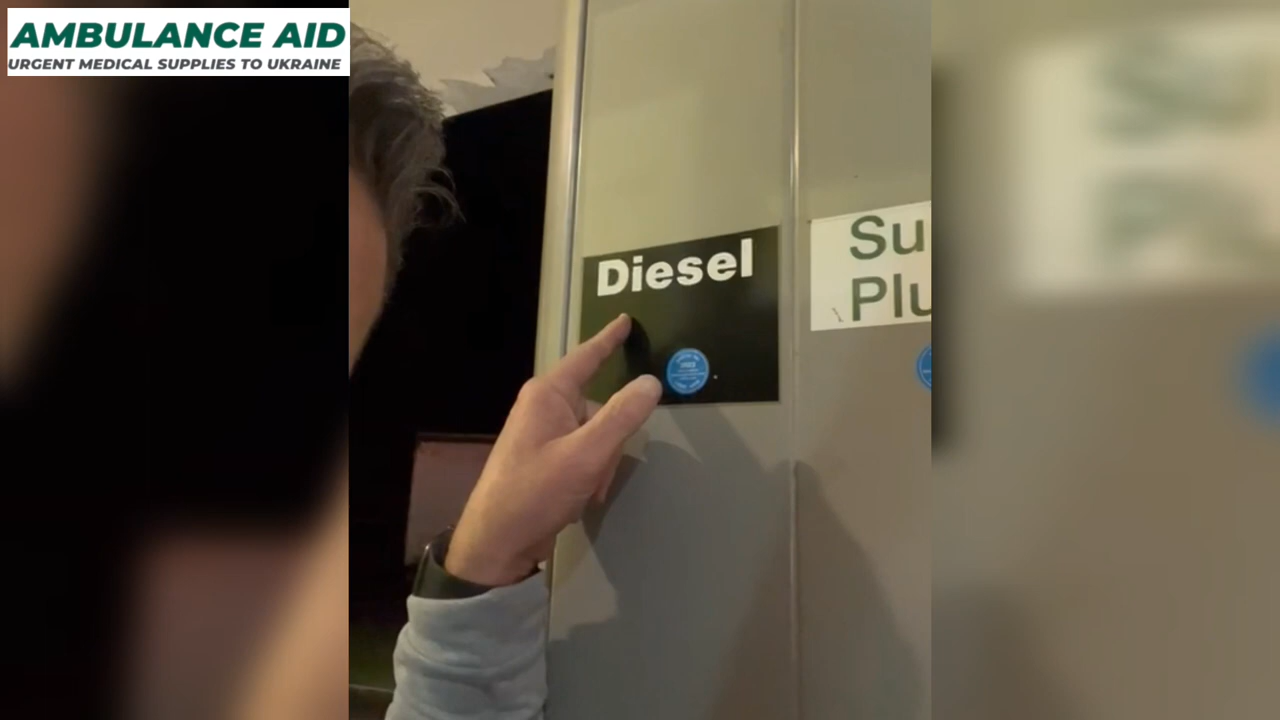 AMBULANCE AID
URGENT MEDICAL SUPPLIES TO UKRAINE
Diesel
Su
Plu